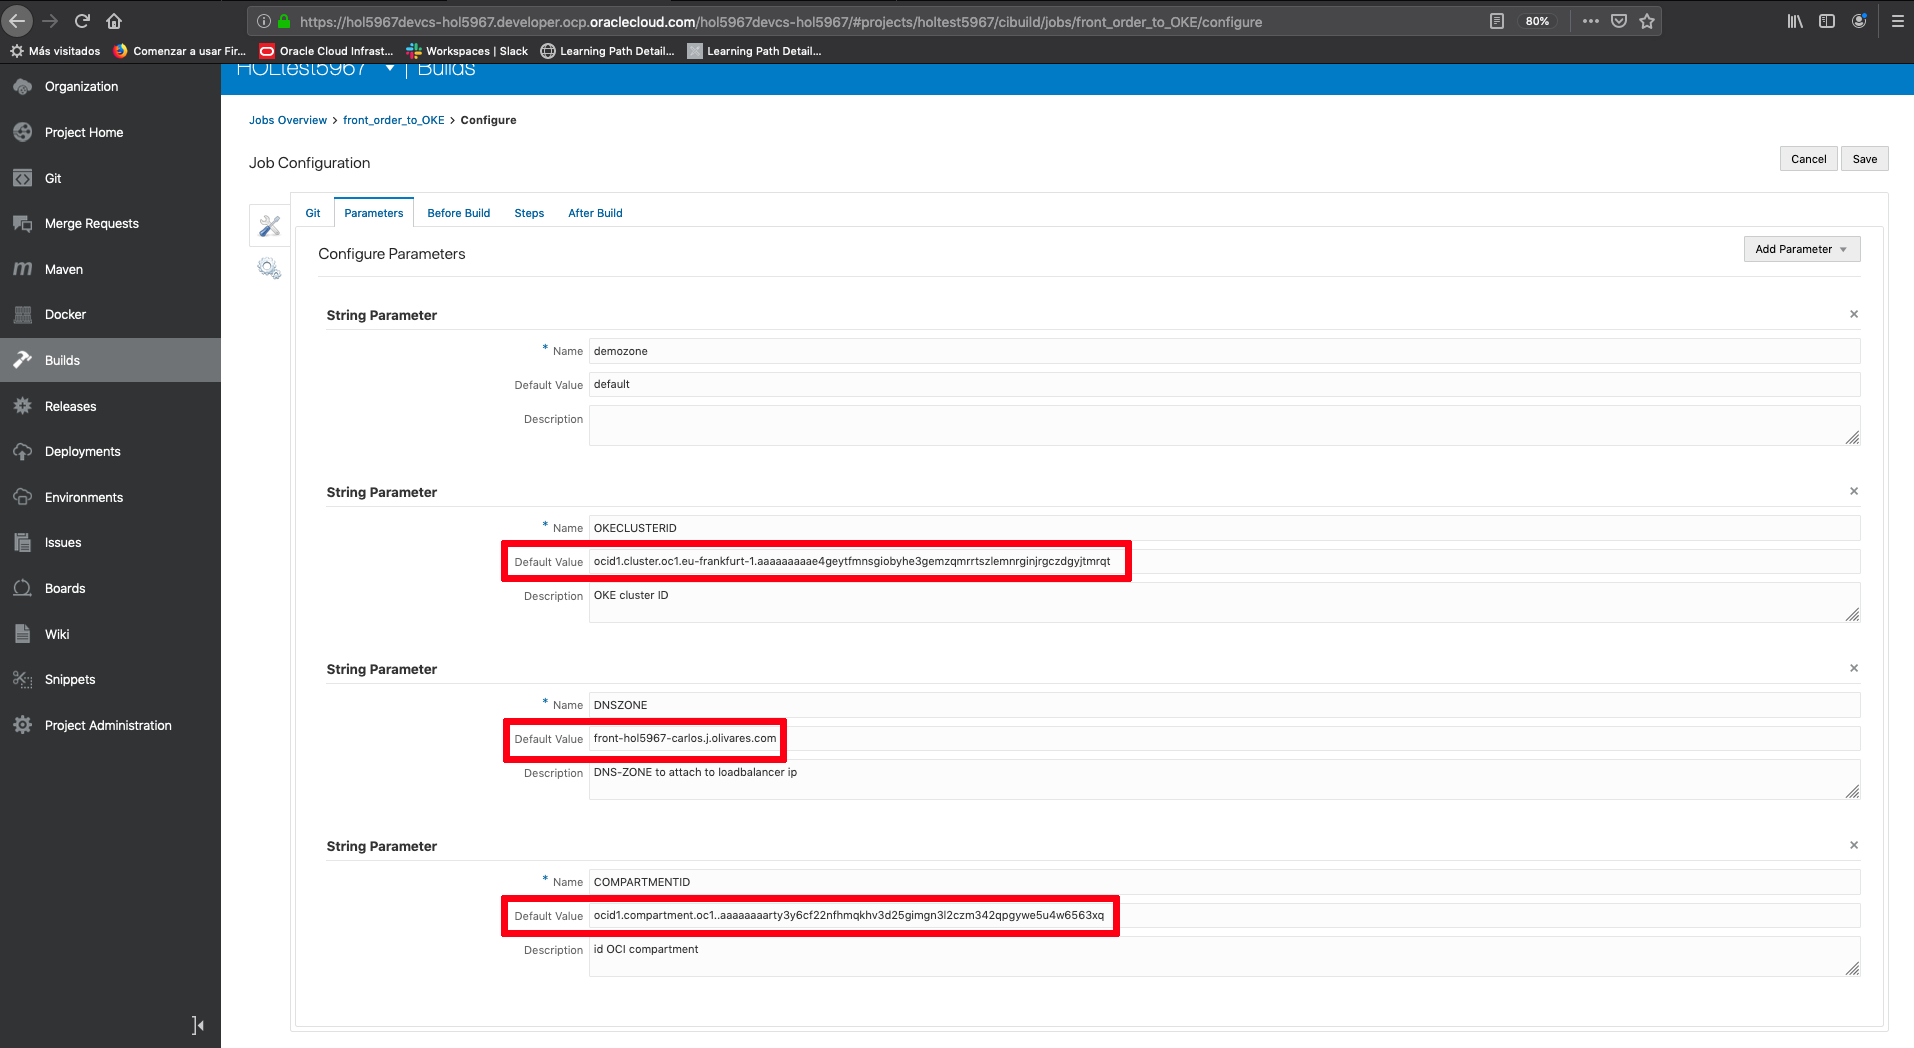 https://hol5967devcs-hol5967.developer.ocp.oraclecloud.com/hol5967devcs-hol5967/#projects/holtest5967/cibuild/jobs/front_order_to_OKE/configure 80%
Más visitados Comenzar a usar Fir... Oracle Cloud Infrast... Workspaces | Slack Learning Path Detail... Learning Path Detail...
HOLtest5967 | Builds
Organization
Project Home
Git
Merge Requests
Maven
Docker
Builds
Releases
Deployments
Environments
Issues
Boards
Wiki
Snippets
Project Administration
Jobs Overview > front_order_to_OKE > Configure
Job Configuration Cancel Save
Git Parameters Before Build Steps After Build
Configure Parameters Add Parameter
String Parameter
* Name demozone
Default Value default
Description
String Parameter
* Name OKECLUSTERID
Default Value ocid1.cluster.oc1.eu-frankfurt-1.aaaaaaaaae4geytfmnsgiobyhe3gemzqmrrtszlemnrginjrgczdgyjtmrqt
Description OKE cluster ID
String Parameter
* Name DNSZONE
Default Value front-hol5967-carlos.j.olivares.com
Description DNS-ZONE to attach to loadbalancer ip
String Parameter
* Name COMPARTMENTID
Default Value ocid1.compartment.oc1..aaaaaaaarty3y6cf22nfhmqkhv3d25gimgn3l2czm342qpgywe5u4w6563xq
Description id OCI compartment